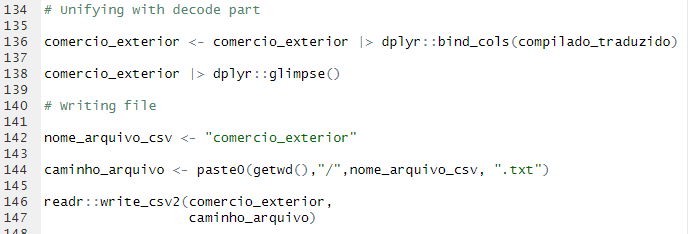 134 # Unifying with decode part
135
136 comercio_exterior <- comercio_exterior |> dplyr::bind_cols(compilado_traduzido)
137
138 comercio_exterior |> dplyr::glimpse()
139
140 # Writing file
141
142 nome_arquivo_csv <- "comercio_exterior"
143
144 caminho_arquivo <- paste0(getwd(),"/",nome_arquivo_csv, ".txt")
145
146 readr::write_csv2(comercio_exterior,
147                   caminho_arquivo)
148